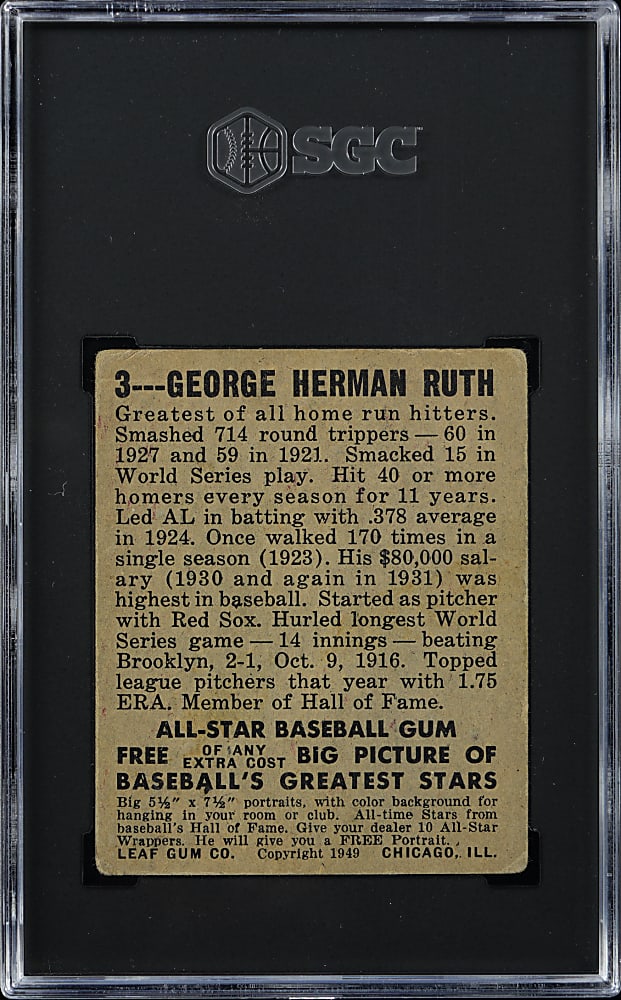 SGC
3---GEORGE HERMAN RUTH
Greatest of all home run hitters.
Smashed 714 round trippers — 60 in
1927 and 59 in 1921. Smacked 15 in
World Series play. Hit 40 or more
homers every season for 11 years.
Led AL in batting with .378 average
in 1924. Once walked 170 times in a
single season (1923). His $80,000 sal-
ary (1930 and again in 1931) was
highest in baseball. Started as pitcher
with Red Sox. Hurled longest World
Series game — 14 innings — beating
Brooklyn, 2-1, Oct. 9, 1916. Topped
league pitchers that year with 1.75
ERA. Member of Hall of Fame.
ALL-STAR BASEBALL GUM
FREE OF ANY EXTRA COST BIG PICTURE OF
BASEBALL'S GREATEST STARS
Big 5½" x 7½" portraits, with color background for
hanging in your room or club. All-time Stars from
baseball's Hall of Fame. Give your dealer 10 All-Star
Wrappers. He will give you a FREE Portrait.
LEAF GUM CO. Copyright 1949 CHICAGO, ILL.